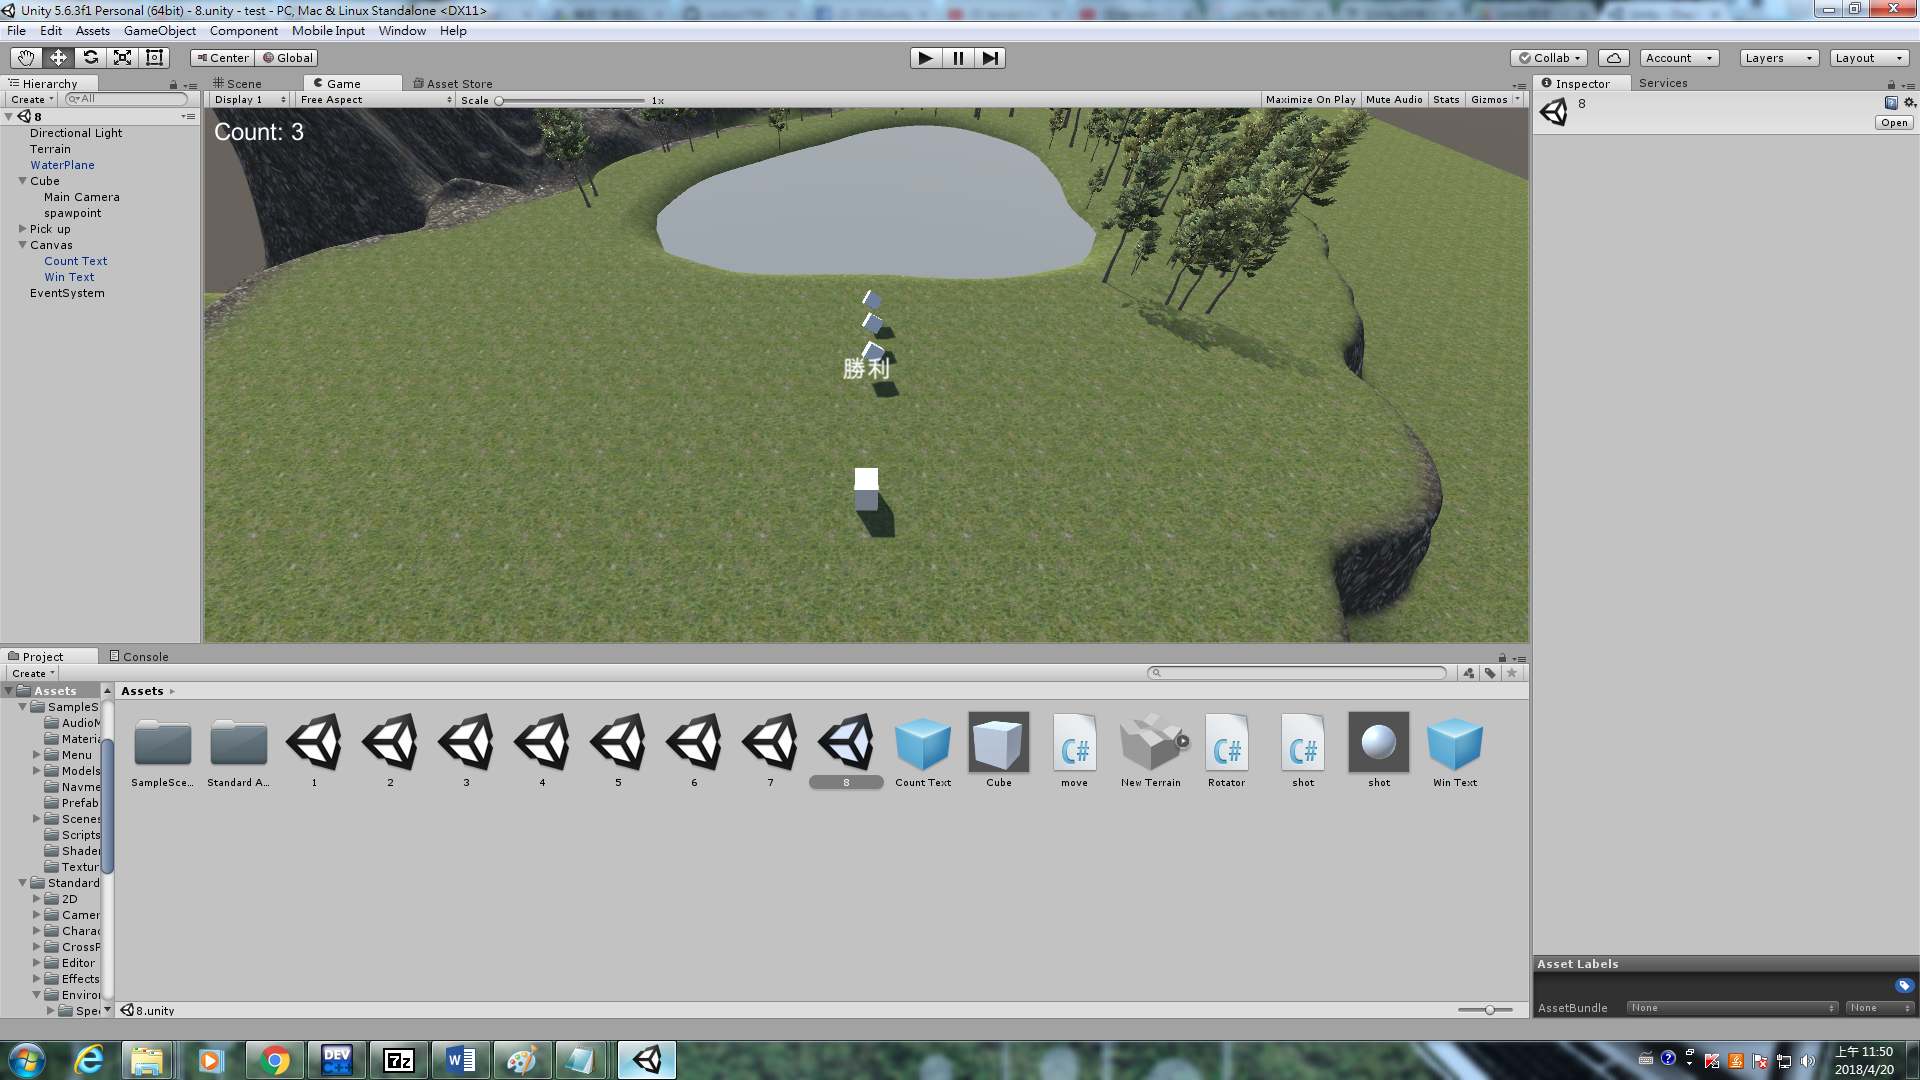 Unity 5.6.3f1 Personal (64bit) - 8.unity - test - PC, Mac & Linux Standalone <DX11>
File Edit Assets GameObject Component Mobile Input Window Help
Center Global Collab Account Layers Layout
Hierarchy
Create All
8
Directional Light
Terrain
WaterPlane
Cube
Main Camera
spawpoint
Pick up
Canvas
Count Text
Win Text
EventSystem
Scene Game Asset Store
Display 1 Free Aspect Scale 1x Maximize On Play Mute Audio Stats Gizmos
Count: 3
勝利
Inspector Services
8
Open
Project Console
Create
Assets
SampleS
AudioM
Materia
Menu
Models
Navme
Prefab
Scenes
Scripts
Shader
Textur
Standard
2D
Camer
Charac
CrossP
Editor
Effects
Enviro
Spee
Assets
SampleSce... Standard A... 1 2 3 4 5 6 7 8 Count Text Cube move New Terrain Rotator shot shot Win Text
C# C# C#
8.unity
Asset Labels
AssetBundle None None
DEV C++ 7z W
上午 11:50
2018/4/20